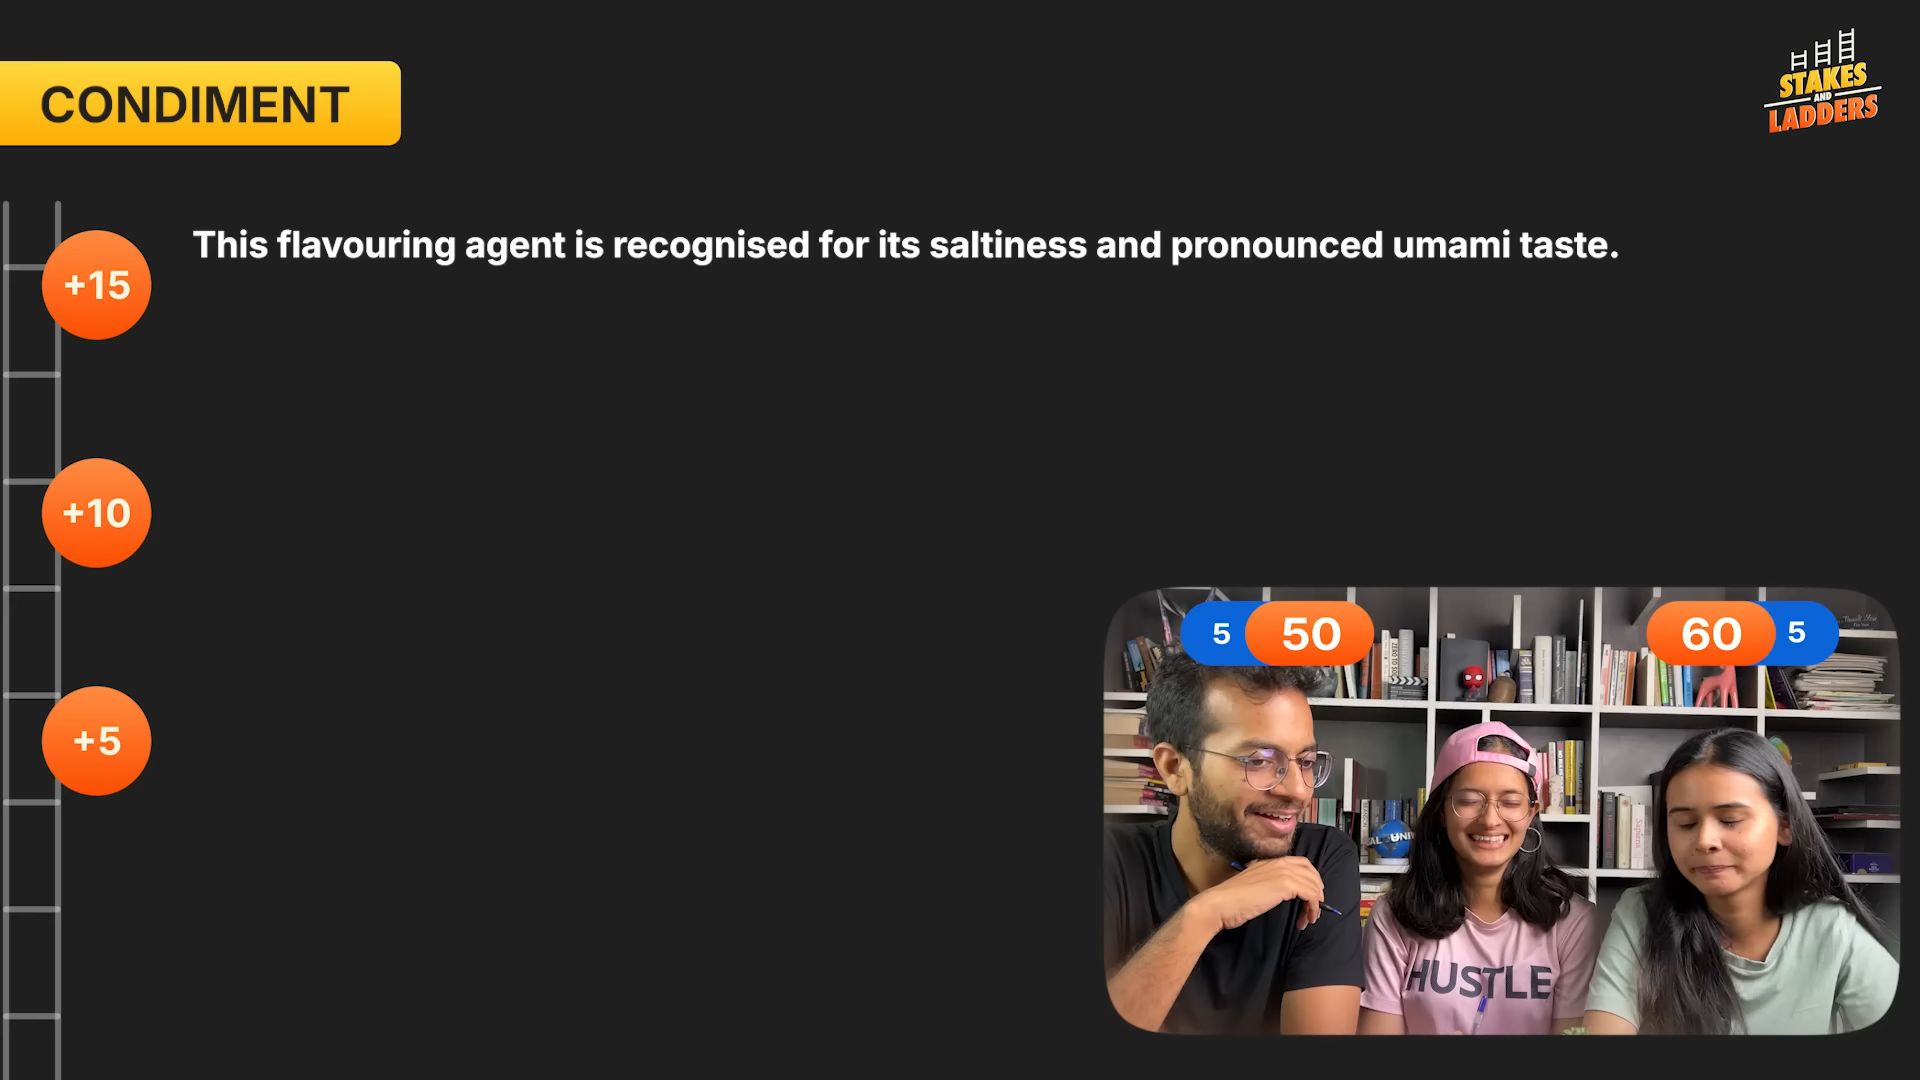 CONDIMENT
STAKES
AND
LADDERS
+15
This flavouring agent is recognised for its saltiness and pronounced umami taste.
+10
+5
5 50
60 5
HUSTLE